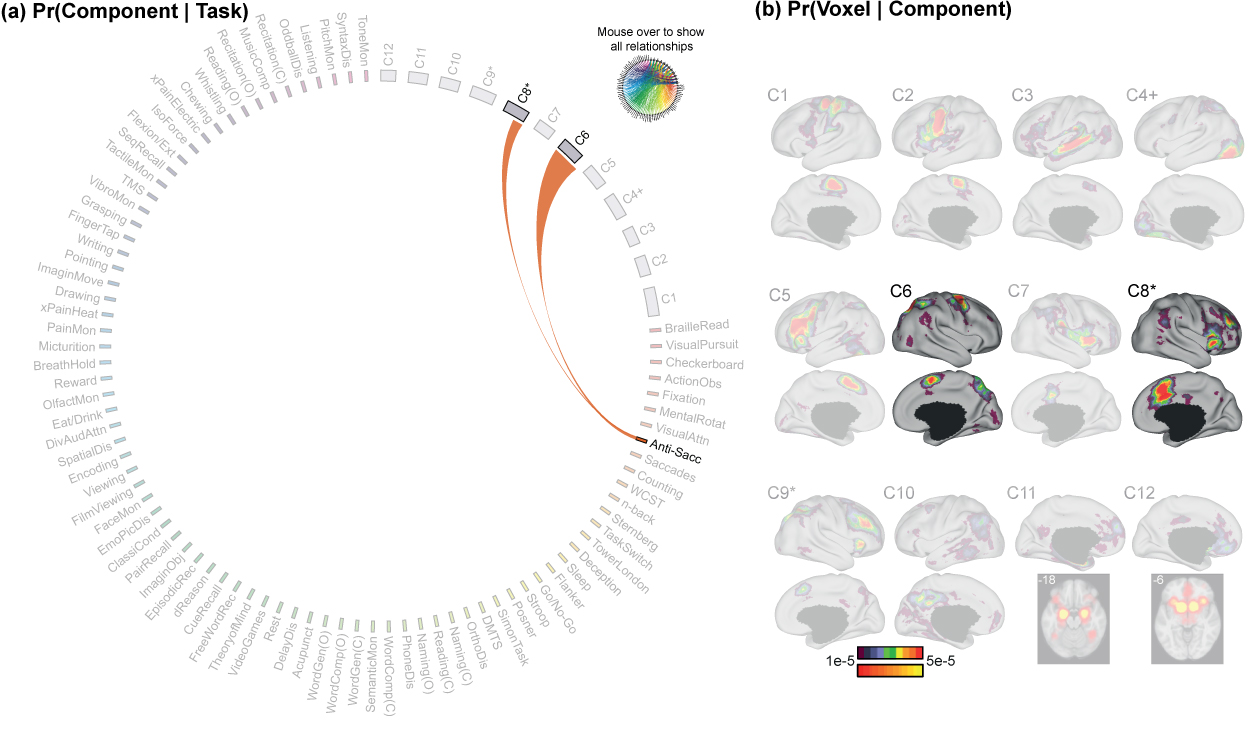 (a) Pr(Component | Task)
(b) Pr(Voxel | Component)
Mouse over to show
all relationships
C12
C11
C10
C9*
C8*
C7
C6
C5
C4+
C3
C2
C1
BrailleRead
VisualPursuit
Checkerboard
ActionObs
Fixation
MentalRotat
VisualAttn
Anti-Sacc
Saccades
Counting
WCST
n-back
Sternberg
TaskSwitch
TowerLondon
Deception
Sleep
Flanker
Go/No-Go
Stroop
Posner
SimonTask
DMTS
OrthoDis
Naming(C)
Reading(C)
Naming(O)
PhoneDis
WordComp(C)
SemanticMon
WordGen(C)
WordComp(O)
WordGen(O)
Acupunct
DelayDis
Rest
VideoGames
TheoryofMind
FreeWordRec
CueRecall
dReason
EpisodicRec
ImaginObj
PairRecall
ClassiCond
EmoPicDis
FaceMon
FilmViewing
Viewing
Encoding
SpatialDis
DivAudAttn
Eat/Drink
OlfactMon
Reward
BreathHold
Micturition
PainMon
xPainHeat
Drawing
ImaginMove
Pointing
Writing
FingerTap
Grasping
VibroMon
TMS
TactileMon
SeqRecall
Flexion/Ext
IsoForce
xPainElectric
Chewing
Whistling
Reading(O)
Recitation(O)
MusicComp
Recitation(C)
OddballDis
Listening
PitchMon
SyntaxDis
ToneMon
C1
C2
C3
C4+
C5
C6
C7
C8*
C9*
C10
C11
C12
-18
-6
1e-5
5e-5